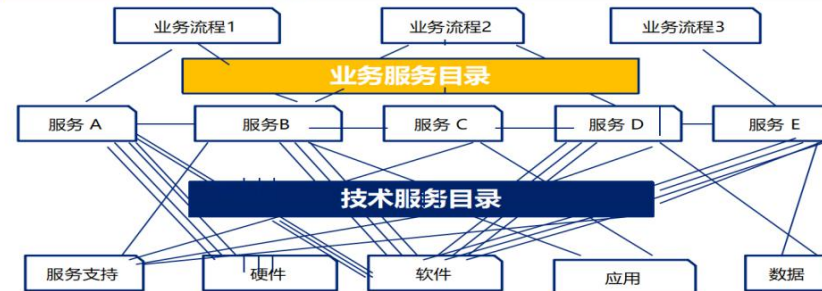 业务流程1
业务流程2
业务流程3
业务服务目录
服务 A
服务B
服务 C
服务 D
服务 E
技术服务目录
服务支持
硬件
软件
应用
数据